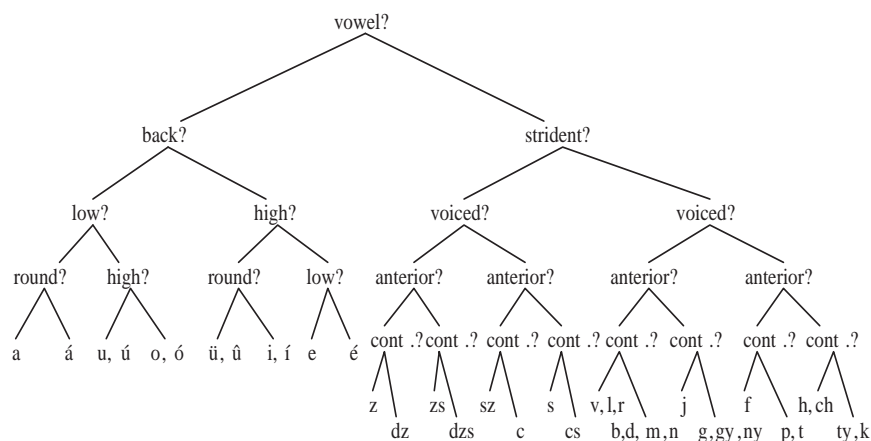 vowel?
back? strident?
low? high? voiced? voiced?
round? high? round? low? anterior? anterior? anterior? anterior?
a á u, ú o, ó ü, û i, í e é cont .? cont .? cont .? cont .? cont .? cont .? cont .? cont .?
z zs sz s v, l,r j f h, ch
dz dzs c cs b,d, m,n g,gy ,ny p, t ty ,k